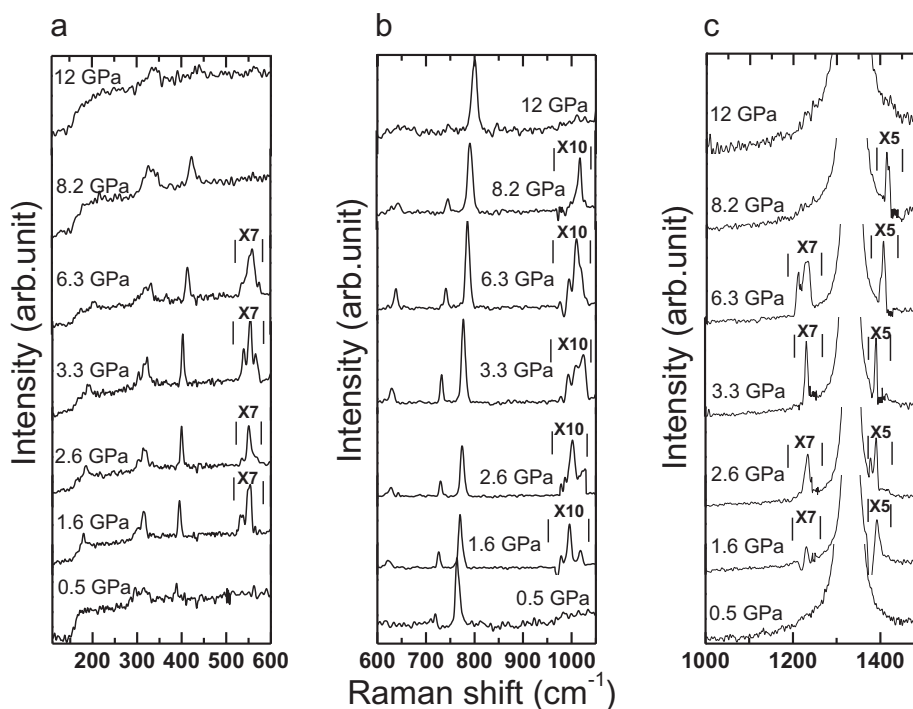 a
b
c
Intensity (arb.unit)
12 GPa
8.2 GPa
X7
6.3 GPa
X7
3.3 GPa
X7
2.6 GPa
X7
1.6 GPa
0.5 GPa
200 300 400 500 600
Intensity (arb.unit)
12 GPa
X10
8.2 GPa
X10
6.3 GPa
X10
3.3 GPa
X10
2.6 GPa
X10
1.6 GPa
0.5 GPa
600 700 800 900 1000
Intensity (arb.unit)
12 GPa
X5
8.2 GPa
X7 X5
6.3 GPa
X7 X5
3.3 GPa
X7 X5
2.6 GPa
X7 X5
1.6 GPa
0.5 GPa
1000 1200 1400
Raman shift (cm⁻¹)